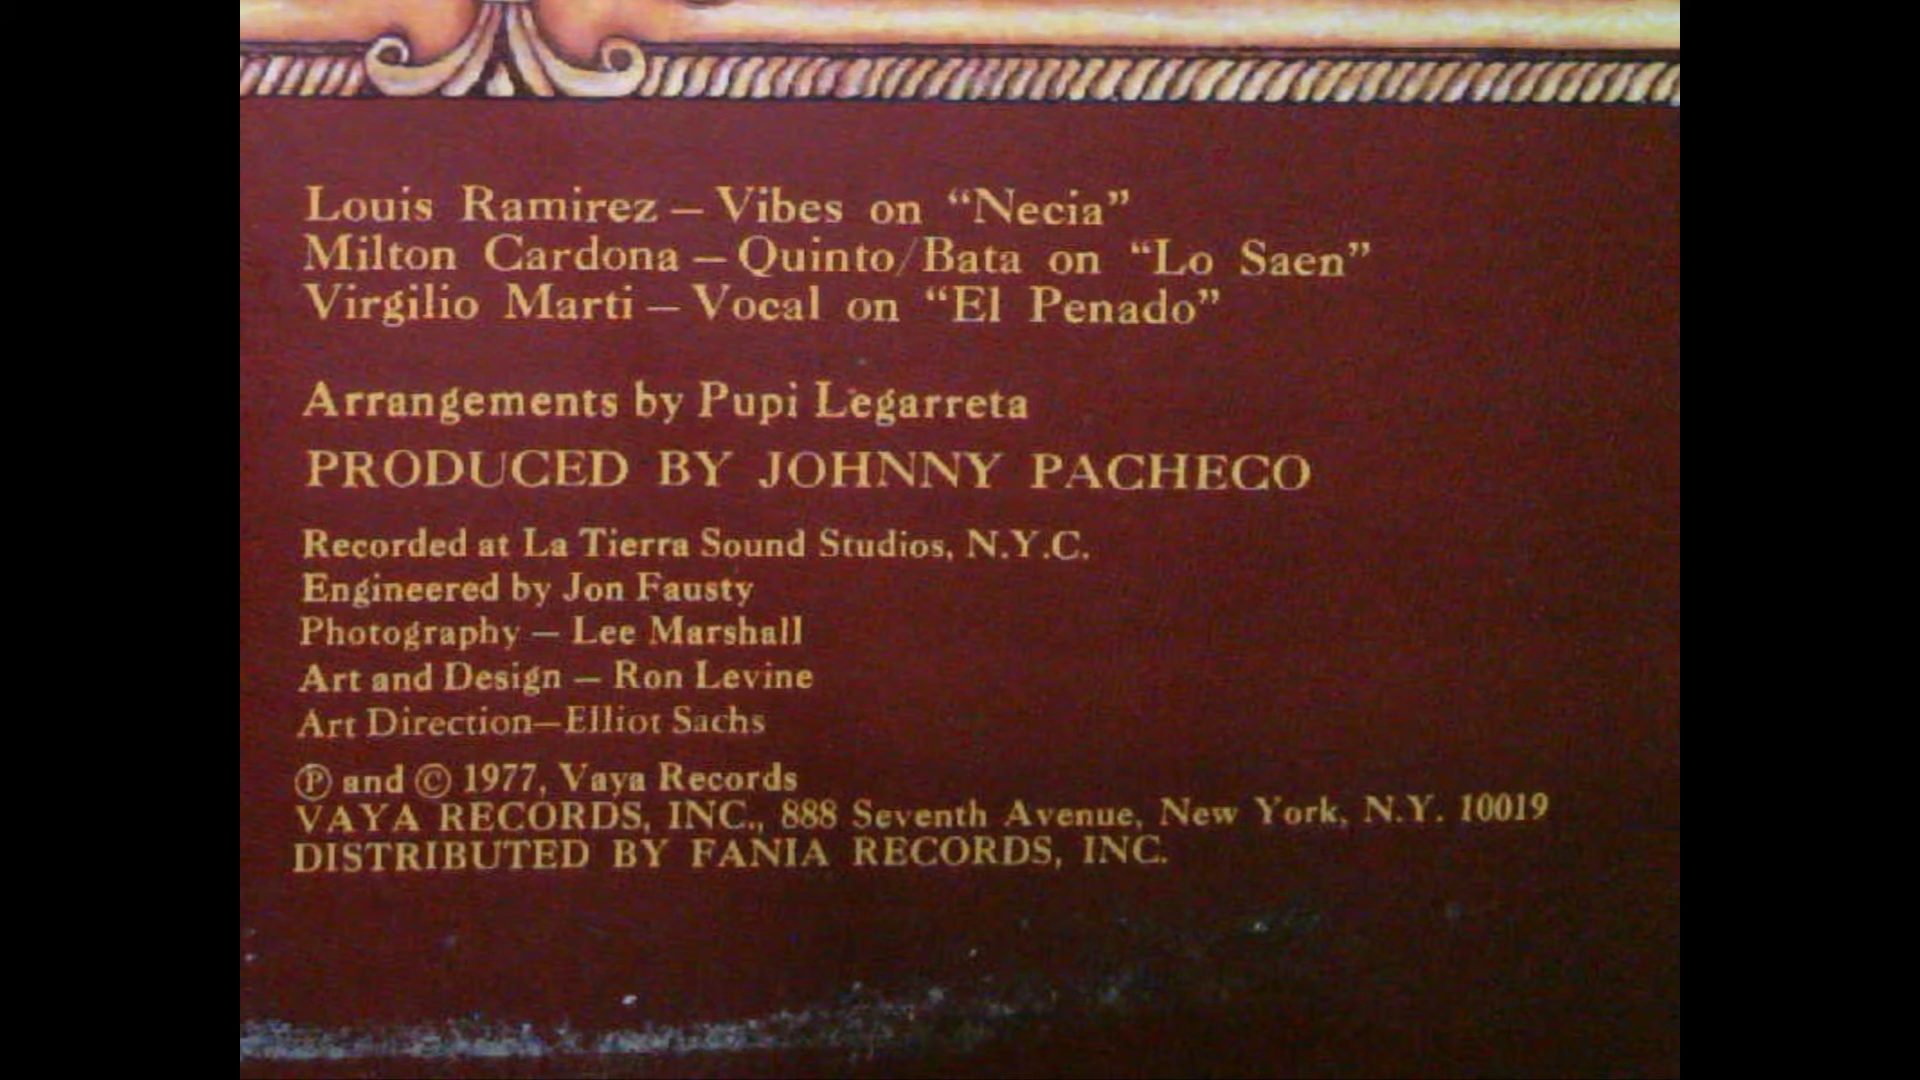 Louis Ramirez – Vibes on “Necia”
Milton Cardona – Quinto/Bata on “Lo Saen”
Virgilio Marti – Vocal on “El Penado”
Arrangements by Pupi Legarreta
PRODUCED BY JOHNNY PACHECO
Recorded at La Tierra Sound Studios, N.Y.C.
Engineered by Jon Fausty
Photography – Lee Marshall
Art and Design – Ron Levine
Art Direction–Elliot Sachs
℗ and © 1977, Vaya Records
VAYA RECORDS, INC., 888 Seventh Avenue, New York, N.Y. 10019
DISTRIBUTED BY FANIA RECORDS, INC.